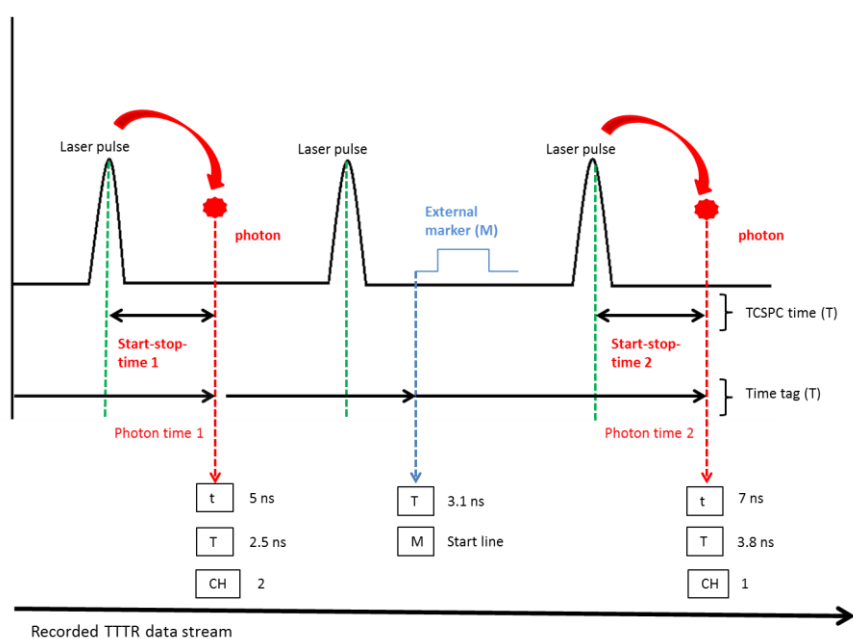 Laser pulse
Laser pulse
Laser pulse
photon
External
marker (M)
photon
TCSPC time (T)
Start-stop-
time 1
Start-stop-
time 2
Time tag (T)
Photon time 1
Photon time 2
t 5 ns
T 3.1 ns
t 7 ns
T 2.5 ns
M Start line
T 3.8 ns
CH 2
CH 1
Recorded TTTR data stream